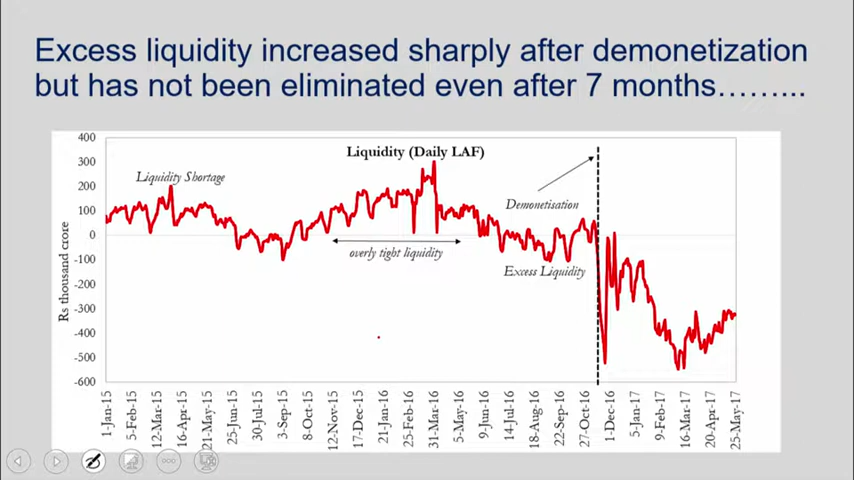 Excess liquidity increased sharply after demonetization
but has not been eliminated even after 7 months……...
Liquidity (Daily LAF)
Liquidity Shortage
Demonetisation
overly tight liquidity
Excess Liquidity
Rs thousand crore
400
300
200
100
0
-100
-200
-300
-400
-500
-600
1-Jan-15
5-Feb-15
12-Mar-15
16-Apr-15
21-May-15
25-Jun-15
30-Jul-15
3-Sep-15
8-Oct-15
12-Nov-15
17-Dec-15
21-Jan-16
25-Feb-16
31-Mar-16
5-May-16
9-Jun-16
14-Jul-16
18-Aug-16
22-Sep-16
27-Oct-16
1-Dec-16
5-Jan-17
9-Feb-17
16-Mar-17
20-Apr-17
25-May-17